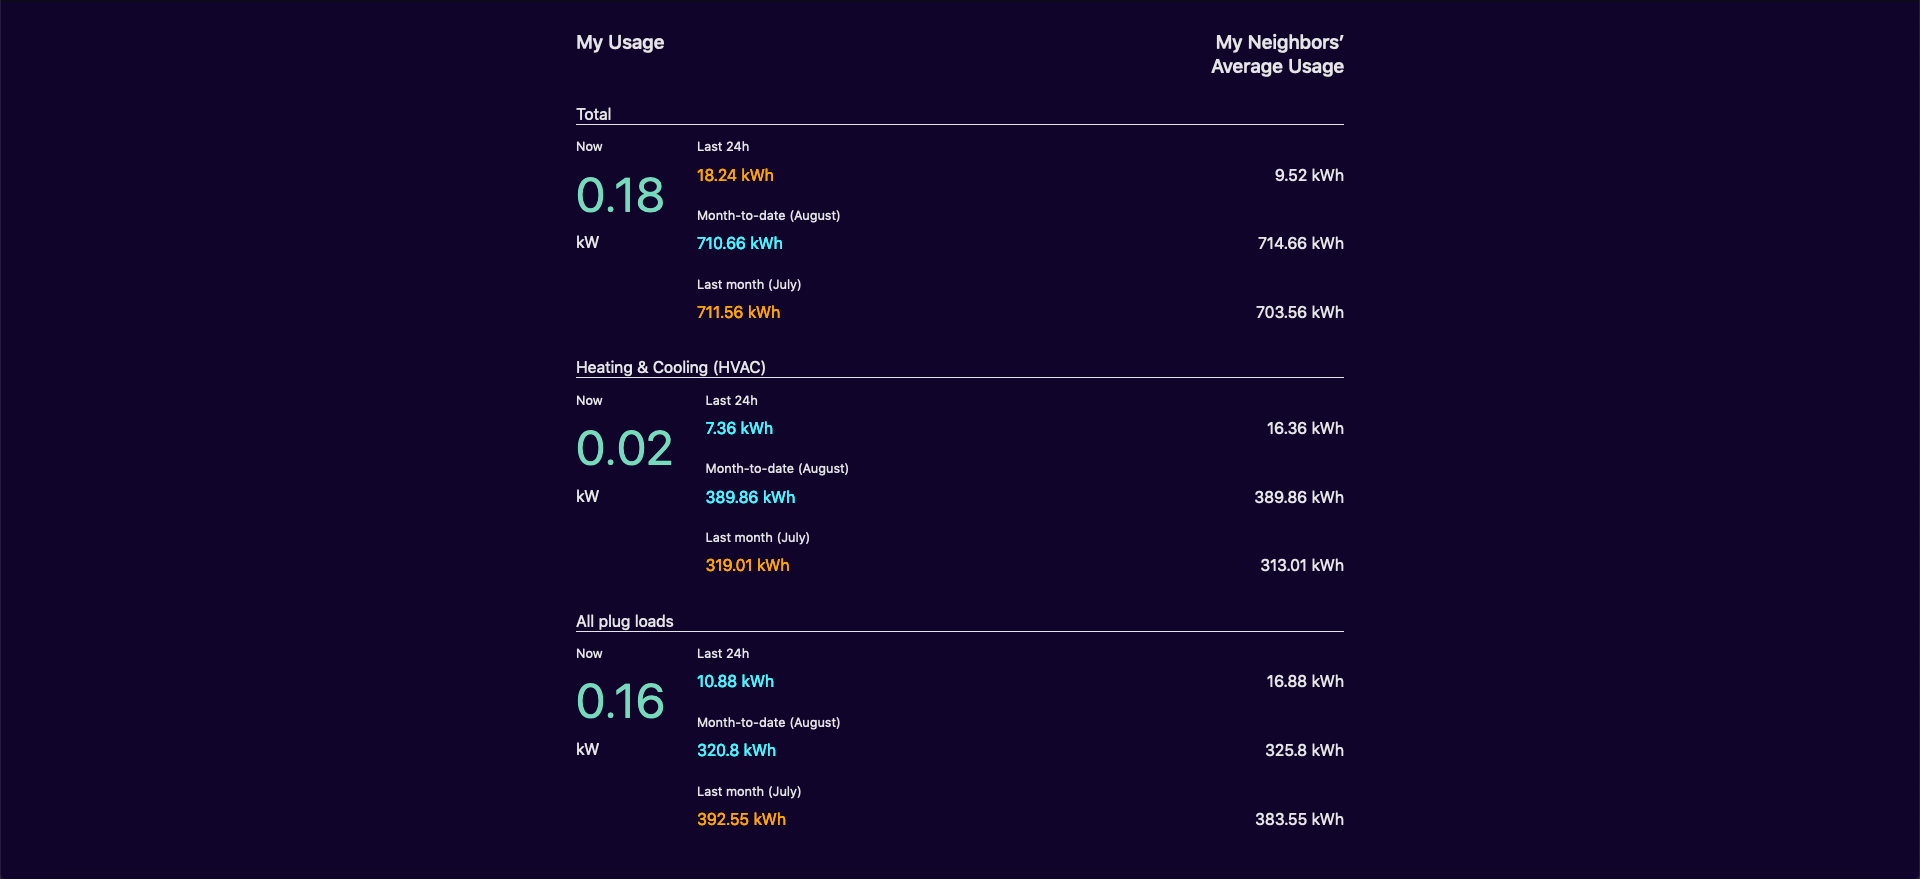 My Usage
My Neighbors’
Average Usage
Total
Now
Last 24h
0.18
18.24 kWh
9.52 kWh
Month-to-date (August)
kW
710.66 kWh
714.66 kWh
Last month (July)
711.56 kWh
703.56 kWh
Heating & Cooling (HVAC)
Now
Last 24h
0.02
7.36 kWh
16.36 kWh
Month-to-date (August)
kW
389.86 kWh
389.86 kWh
Last month (July)
319.01 kWh
313.01 kWh
All plug loads
Now
Last 24h
0.16
10.88 kWh
16.88 kWh
Month-to-date (August)
kW
320.8 kWh
325.8 kWh
Last month (July)
392.55 kWh
383.55 kWh